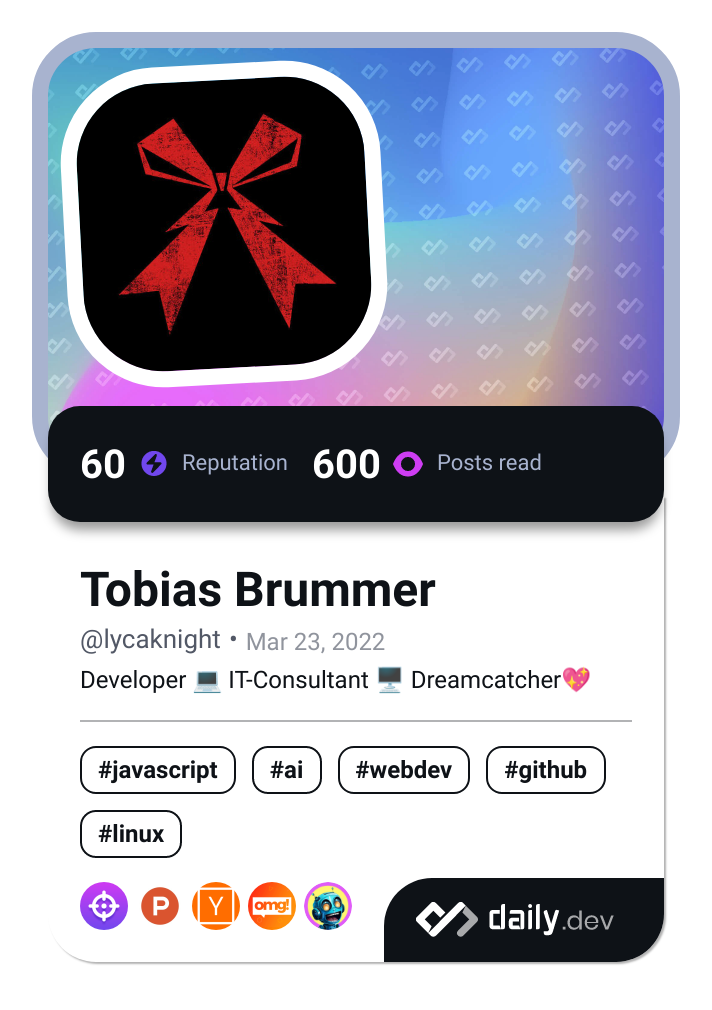 60 Reputation 600 Posts read
Tobias Brummer
@lycaknight • Mar 23, 2022
Developer 💻 IT-Consultant 🖥️ Dreamcatcher💖
#javascript #ai #webdev #github
#linux
P Y omg! daily.dev